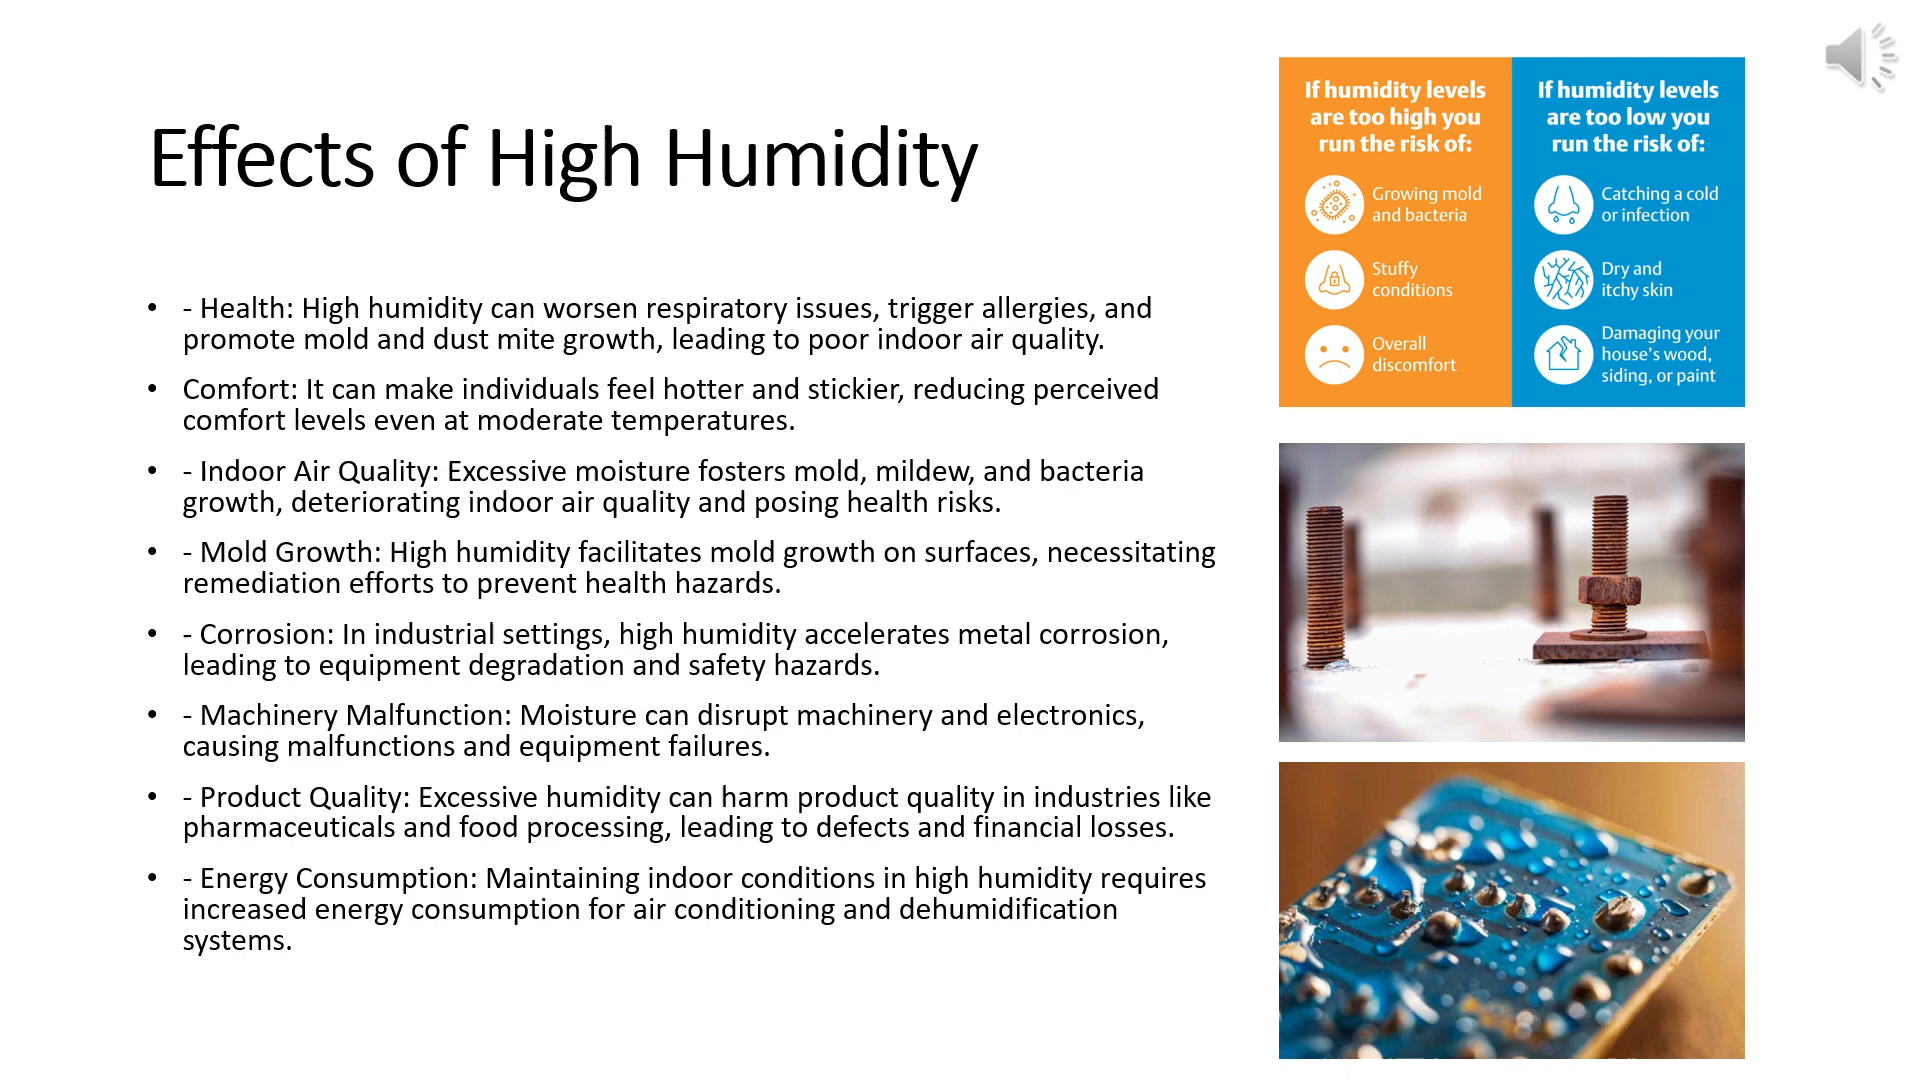 Effects of High Humidity
• - Health: High humidity can worsen respiratory issues, trigger allergies, and
promote mold and dust mite growth, leading to poor indoor air quality.
• Comfort: It can make individuals feel hotter and stickier, reducing perceived
comfort levels even at moderate temperatures.
• - Indoor Air Quality: Excessive moisture fosters mold, mildew, and bacteria
growth, deteriorating indoor air quality and posing health risks.
• - Mold Growth: High humidity facilitates mold growth on surfaces, necessitating
remediation efforts to prevent health hazards.
• - Corrosion: In industrial settings, high humidity accelerates metal corrosion,
leading to equipment degradation and safety hazards.
• - Machinery Malfunction: Moisture can disrupt machinery and electronics,
causing malfunctions and equipment failures.
• - Product Quality: Excessive humidity can harm product quality in industries like
pharmaceuticals and food processing, leading to defects and financial losses.
• - Energy Consumption: Maintaining indoor conditions in high humidity requires
increased energy consumption for air conditioning and dehumidification
systems.
If humidity levels
are too high you
run the risk of:
Growing mold
and bacteria
Stuffy
conditions
Overall
discomfort
If humidity levels
are too low you
run the risk of:
Catching a cold
or infection
Dry and
itchy skin
Damaging your
house's wood,
siding, or paint